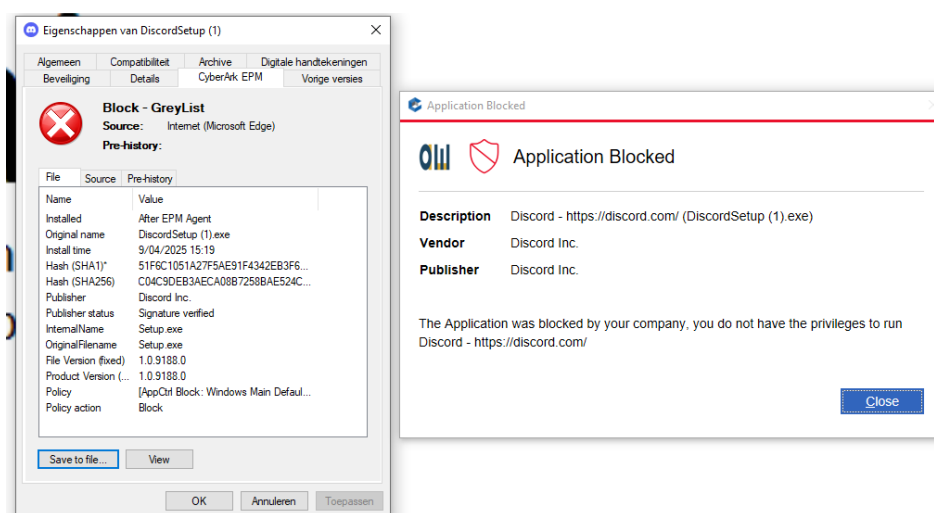 Eigenschappen van DiscordSetup (1)
Algemeen Compatibiliteit Archive Digitale handtekeningen
Beveiliging Details CyberArk EPM Vorige versies
Block - GreyList
Source: Internet (Microsoft Edge)
Pre-history:
File Source Pre-history
Name Value
Installed After EPM Agent
Original name DiscordSetup (1).exe
Install time 9/04/2025 15:19
Hash (SHA1)* 51F6C1051A27F5AE91F4342EB3F6...
Hash (SHA256) C04C9DEB3AECA08B7258BAE524C...
Publisher Discord Inc.
Publisher status Signature verified
InternalName Setup.exe
OriginalFilename Setup.exe
File Version (fixed) 1.0.9188.0
Product Version (... 1.0.9188.0
Policy [AppCtrl Block: Windows Main Defaul...
Policy action Block
Save to file... View
OK Annuleren Toepassen
Application Blocked
Application Blocked
Description Discord - https://discord.com/ (DiscordSetup (1).exe)
Vendor Discord Inc.
Publisher Discord Inc.
The Application was blocked by your company, you do not have the privileges to run
Discord - https://discord.com/
Close